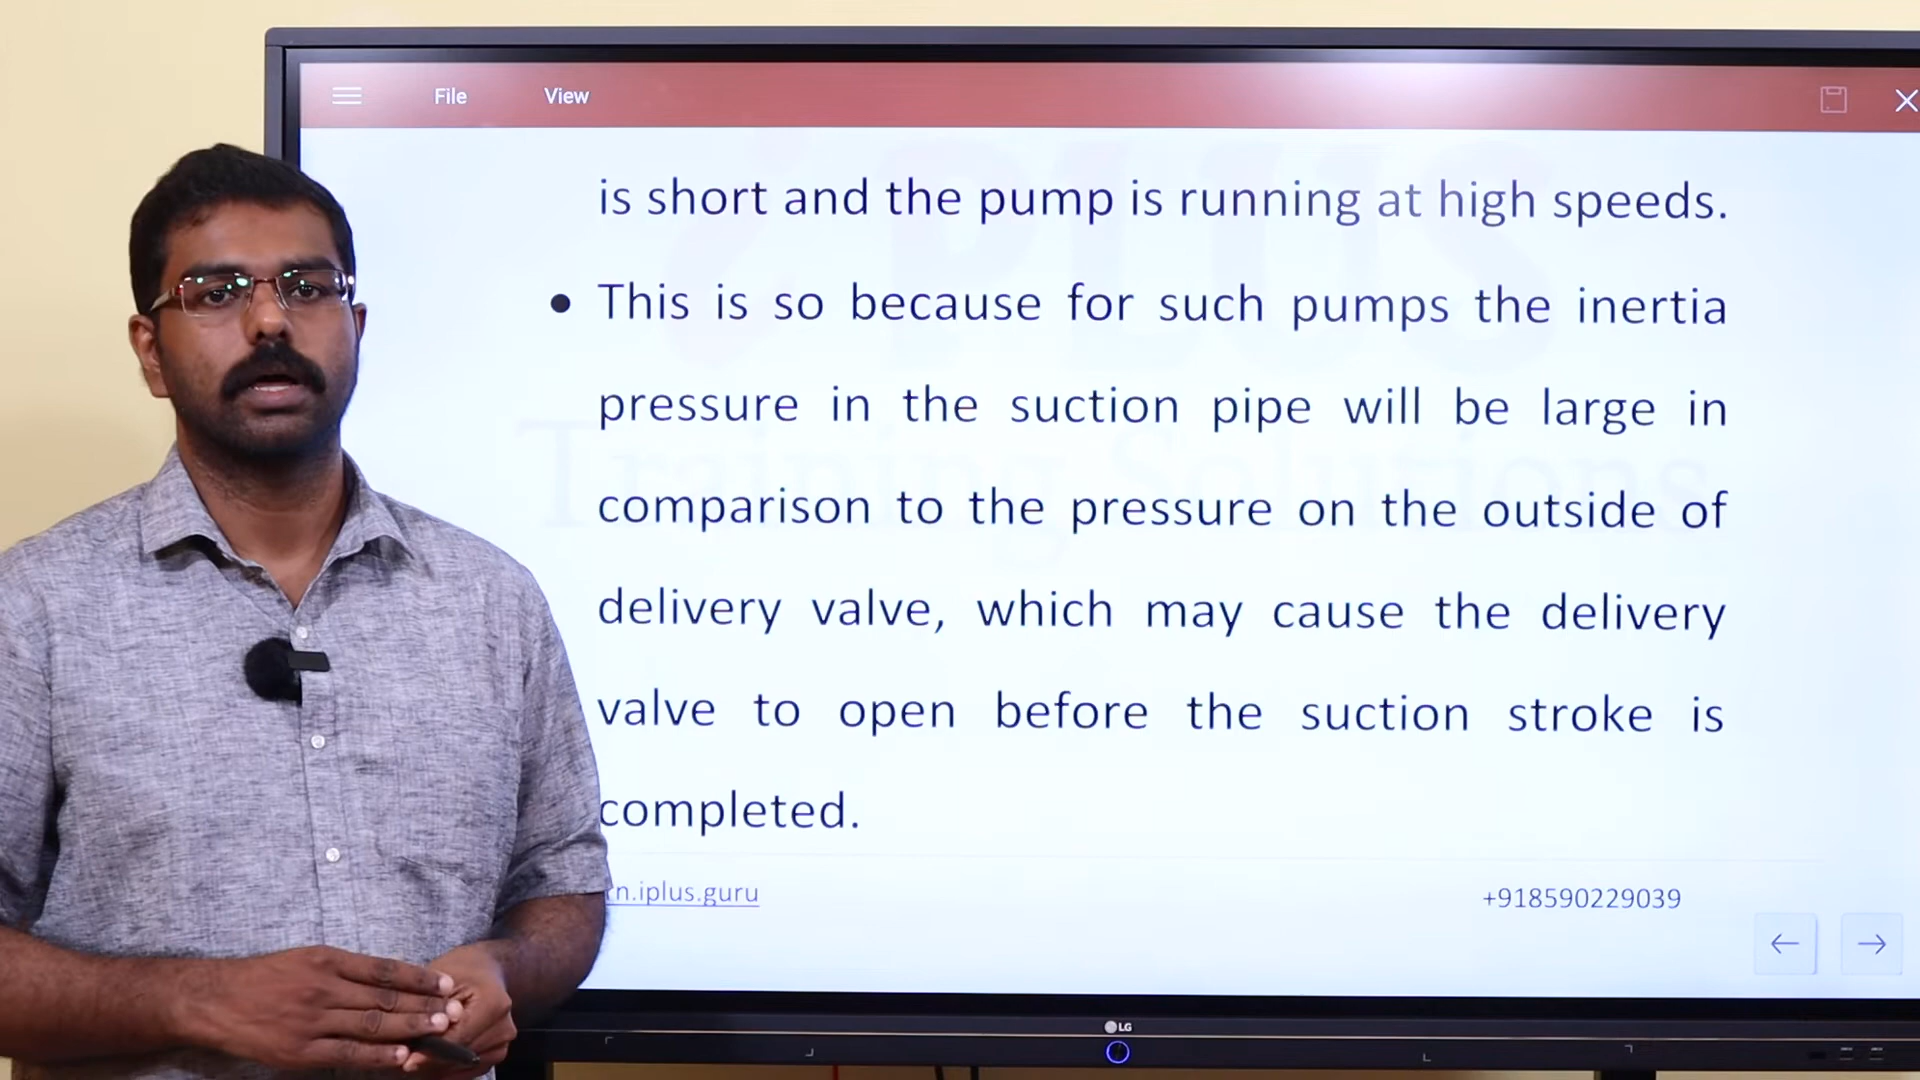 File View
is short and the pump is running at high speeds.
• This is so because for such pumps the inertia
pressure in the suction pipe will be large in
comparison to the pressure on the outside of
delivery valve, which may cause the delivery
valve to open before the suction stroke is
completed.
n.iplus.guru
+918590229039
LG
PLUS
Training Solutions